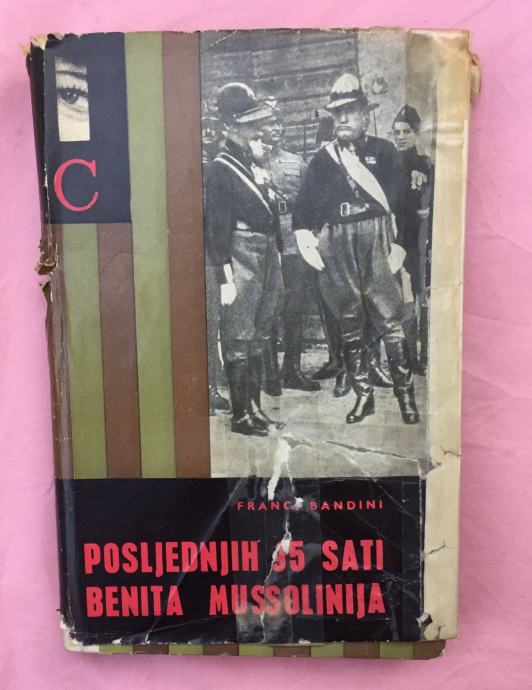 C
BANDINI
POSLJEDNJIH SATI
BENITA MUSSOLINIJA